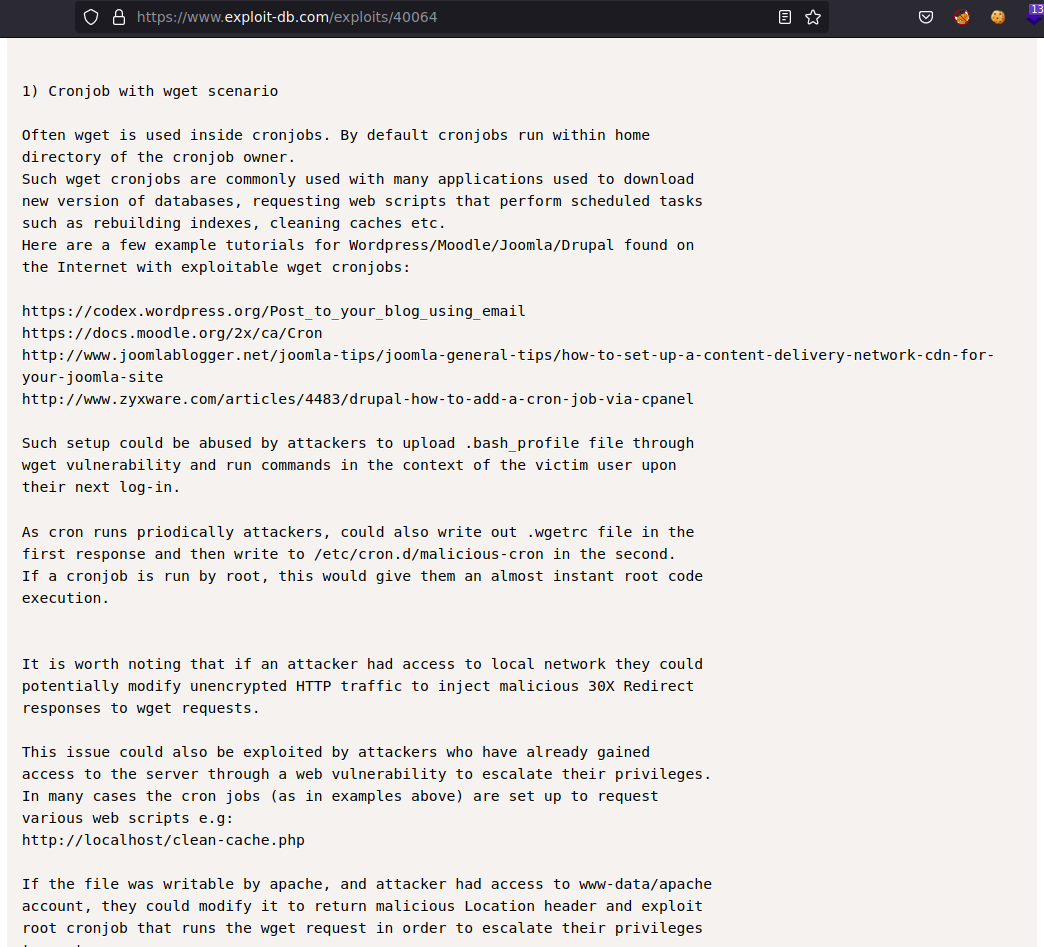 https://www.exploit-db.com/exploits/40064
13
1) Cronjob with wget scenario
Often wget is used inside cronjobs. By default cronjobs run within home
directory of the cronjob owner.
Such wget cronjobs are commonly used with many applications used to download
new version of databases, requesting web scripts that perform scheduled tasks
such as rebuilding indexes, cleaning caches etc.
Here are a few example tutorials for Wordpress/Moodle/Joomla/Drupal found on
the Internet with exploitable wget cronjobs:
https://codex.wordpress.org/Post_to_your_blog_using_email
https://docs.moodle.org/2x/ca/Cron
http://www.joomlablogger.net/joomla-tips/joomla-general-tips/how-to-set-up-a-content-delivery-network-cdn-for-
your-joomla-site
http://www.zyxware.com/articles/4483/drupal-how-to-add-a-cron-job-via-cpanel
Such setup could be abused by attackers to upload .bash_profile file through
wget vulnerability and run commands in the context of the victim user upon
their next log-in.
As cron runs priodically attackers, could also write out .wgetrc file in the
first response and then write to /etc/cron.d/malicious-cron in the second.
If a cronjob is run by root, this would give them an almost instant root code
execution.
It is worth noting that if an attacker had access to local network they could
potentially modify unencrypted HTTP traffic to inject malicious 30X Redirect
responses to wget requests.
This issue could also be exploited by attackers who have already gained
access to the server through a web vulnerability to escalate their privileges.
In many cases the cron jobs (as in examples above) are set up to request
various web scripts e.g:
http://localhost/clean-cache.php
If the file was writable by apache, and attacker had access to www-data/apache
account, they could modify it to return malicious Location header and exploit
root cronjob that runs the wget request in order to escalate their privileges